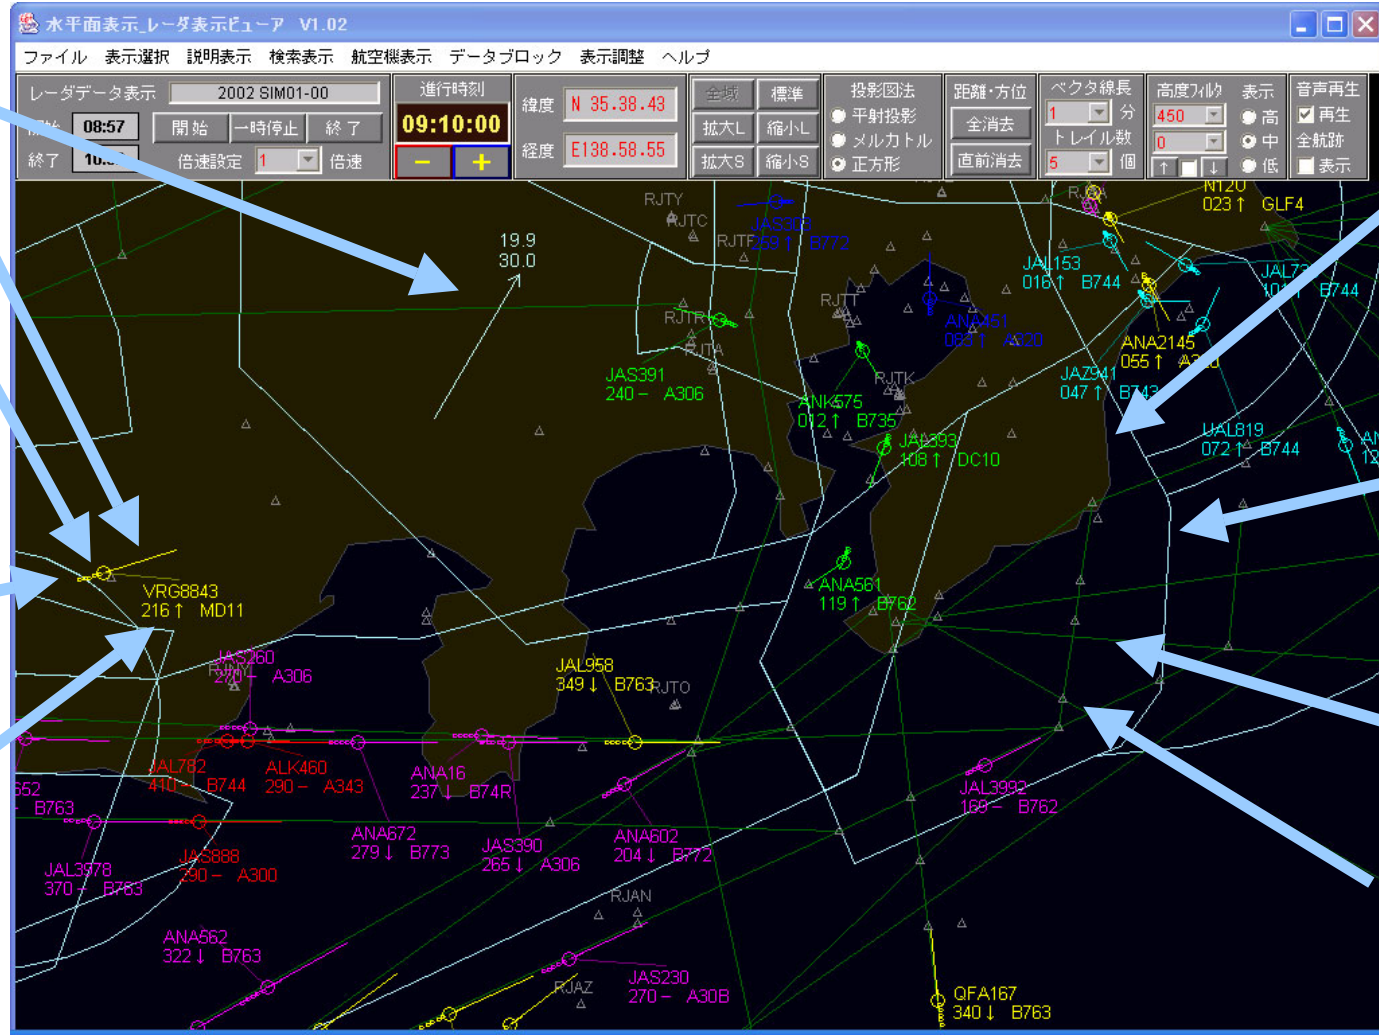 水平面表示_レーダ表示ビューア V1.02
ファイル 表示選択 説明表示 検索表示 航空機表示 データブロック 表示調整 ヘルプ
レーダデータ表示 2002 SIM01-00
08:57 開始 一時停止 終了
終了 倍速設定 1 倍速
進行時刻
09:10:00
− +
緯度 N 35.38.43
経度 E138.58.55
全域 標準
拡大L 縮小L
拡大S 縮小S
投影図法
平射投影
メルカトル
正方形
距離・方位
全消去
直前消去
ベクタ線長
1 分
トレイル数
5 個
高度フィルタ 表示
450 高
0 中
↑ ↓ 低
音声再生
再生
全航跡
表示
N120
023↑ GLF4
RJTY
RJTC
RJTF
JAS303
259↑ B772
19.9
30.0
JAL153
016↑ B744
101↑ B744
RJTT
RJTR
RJTA
ANA451
ANA2145
055↑
JAS391
240− A306
RJTK
JAZ941
047↑ B743
ANK575
012↑ B735
UAL819
072↑ B744
JAL393
108↑ DC10
VRG8843
216↑ MD11
ANA561
119↑ B762
JAS260
270− A306
JAL958
349↓ B763
RJTO
JAL782
410− B744
ALK460
290− A343
ANA16
237↓ B74R
JAL3992
169− B762
B763
ANA672
279↓ B773
JAS390
265↓ A306
ANA602
204↓ B772
JAL3978
370− B763
JAS888
290− A300
RJAN
ANA562
322↓ B763
JAS230
270− A30B
RJAZ
QFA167
340↓ B763